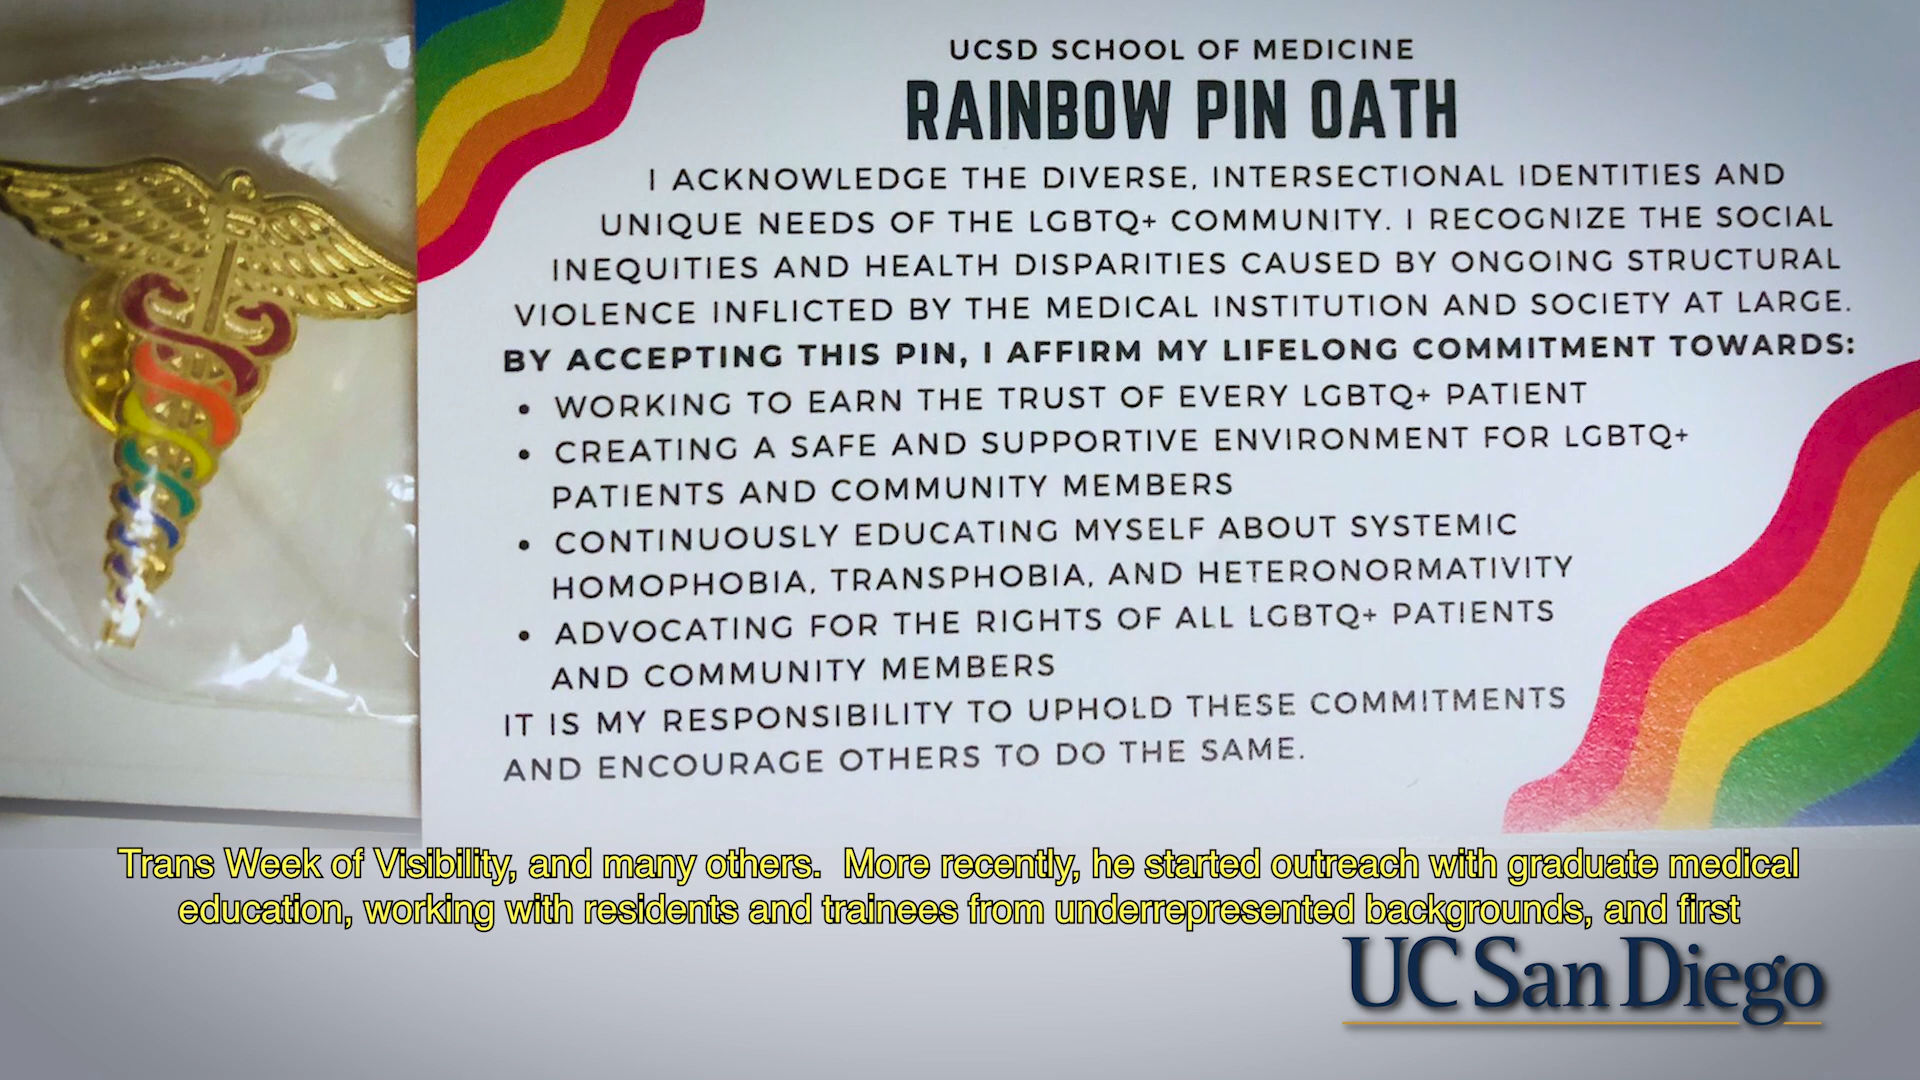 UCSD SCHOOL OF MEDICINE
RAINBOW PIN OATH
I ACKNOWLEDGE THE DIVERSE, INTERSECTIONAL IDENTITIES AND
UNIQUE NEEDS OF THE LGBTQ+ COMMUNITY. I RECOGNIZE THE SOCIAL
INEQUITIES AND HEALTH DISPARITIES CAUSED BY ONGOING STRUCTURAL
VIOLENCE INFLICTED BY THE MEDICAL INSTITUTION AND SOCIETY AT LARGE.
BY ACCEPTING THIS PIN, I AFFIRM MY LIFELONG COMMITMENT TOWARDS:
• WORKING TO EARN THE TRUST OF EVERY LGBTQ+ PATIENT
• CREATING A SAFE AND SUPPORTIVE ENVIRONMENT FOR LGBTQ+
PATIENTS AND COMMUNITY MEMBERS
• CONTINUOUSLY EDUCATING MYSELF ABOUT SYSTEMIC
HOMOPHOBIA, TRANSPHOBIA, AND HETERONORMATIVITY
• ADVOCATING FOR THE RIGHTS OF ALL LGBTQ+ PATIENTS
AND COMMUNITY MEMBERS
IT IS MY RESPONSIBILITY TO UPHOLD THESE COMMITMENTS
AND ENCOURAGE OTHERS TO DO THE SAME.
Trans Week of Visibility, and many others.  More recently, he started outreach with graduate medical
education, working with residents and trainees from underrepresented backgrounds, and first
UC San Diego